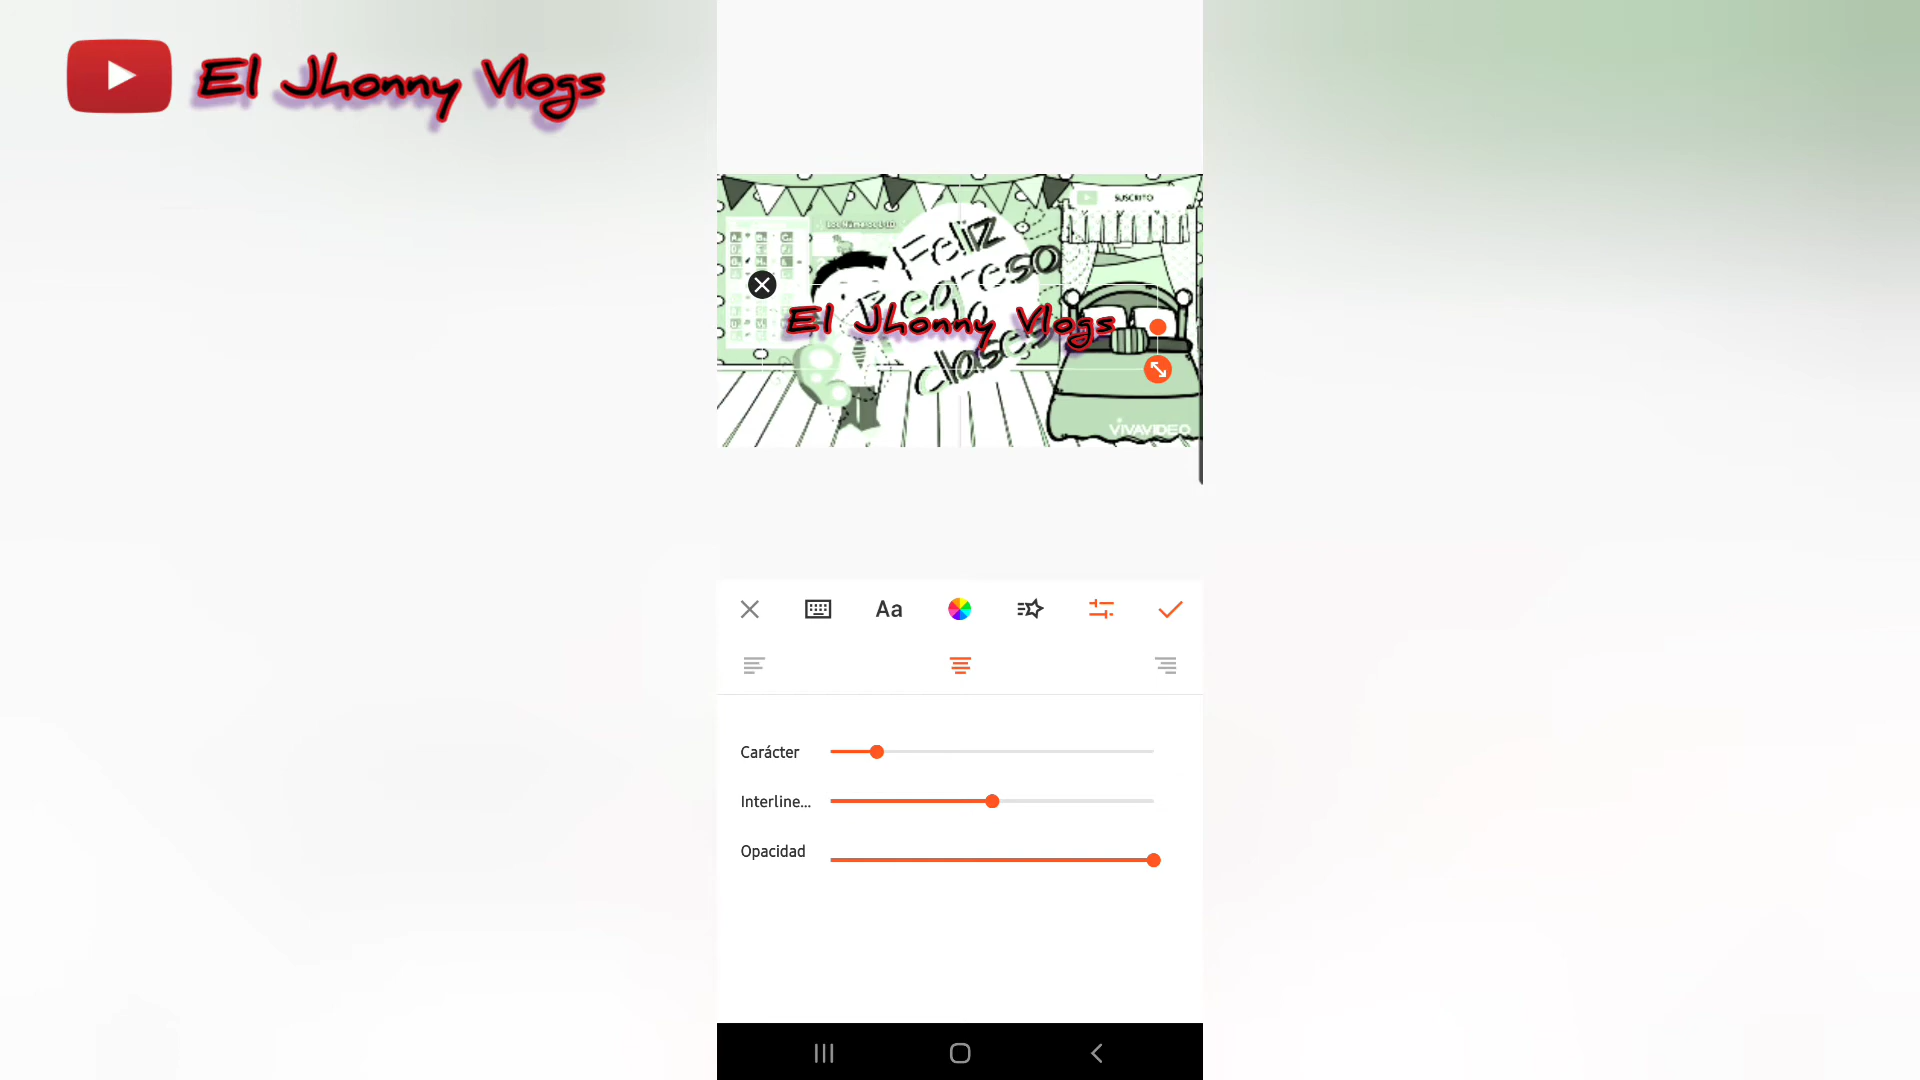 El Jhonny Vlogs
SUSCRITO
Feliz
Regreso
a
clases
El Jhonny Vlogs
VIVAVIDEO
Aa
Carácter
Interline...
Opacidad